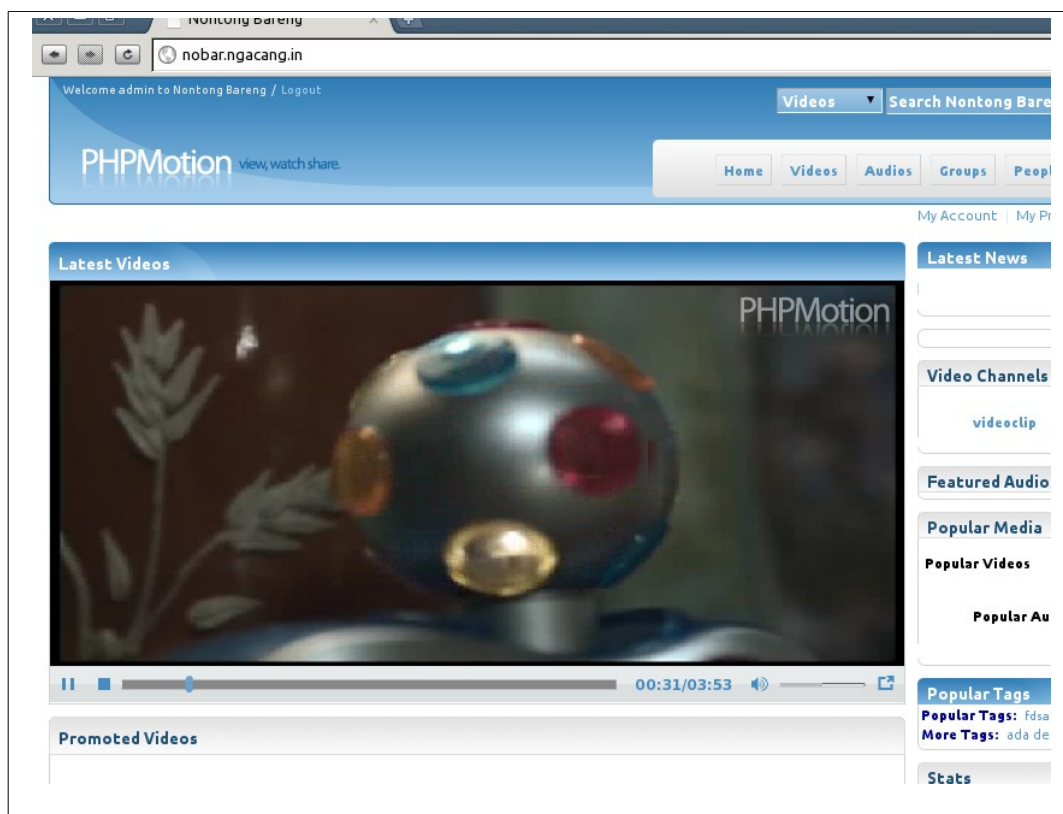 Nontong Bareng
nobar.ngacang.in
Welcome admin to Nontong Bareng / Logout
Videos
Search Nontong Bare
PHPMotion view, watch share.
Home Videos Audios Groups Peopl
My Account | My Pr
Latest Videos
PHPMotion
00:31/03:53
Promoted Videos
Latest News
Video Channels
videoclip
Featured Audio
Popular Media
Popular Videos
Popular Au
Popular Tags
Popular Tags: fdsa
More Tags: ada de
Stats